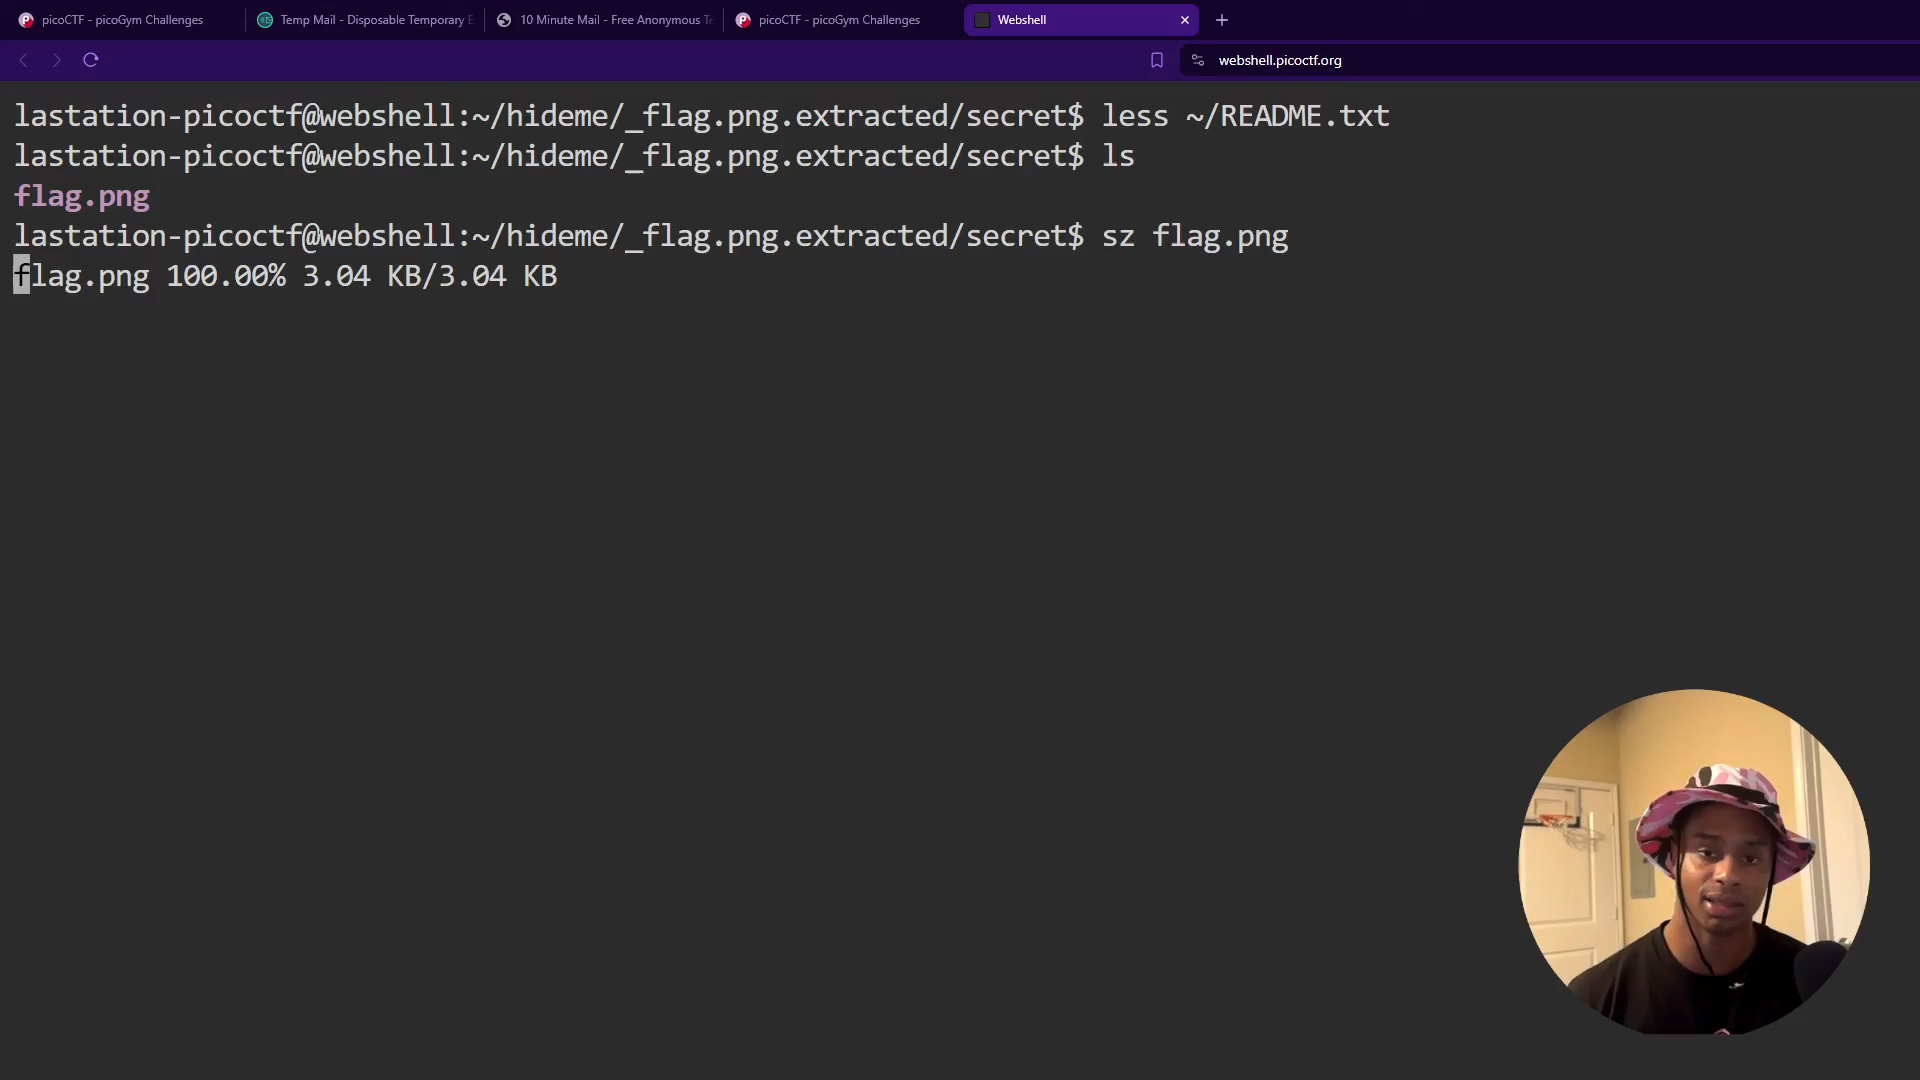 picoCTF - picoGym Challenges
Temp Mail - Disposable Temporary E
10 Minute Mail - Free Anonymous Te
picoCTF - picoGym Challenges
Webshell
webshell.picoctf.org
lastation-picoctf@webshell:~/hideme/_flag.png.extracted/secret$ less ~/README.txt
lastation-picoctf@webshell:~/hideme/_flag.png.extracted/secret$ ls
flag.png
lastation-picoctf@webshell:~/hideme/_flag.png.extracted/secret$ sz flag.png
flag.png 100.00% 3.04 KB/3.04 KB